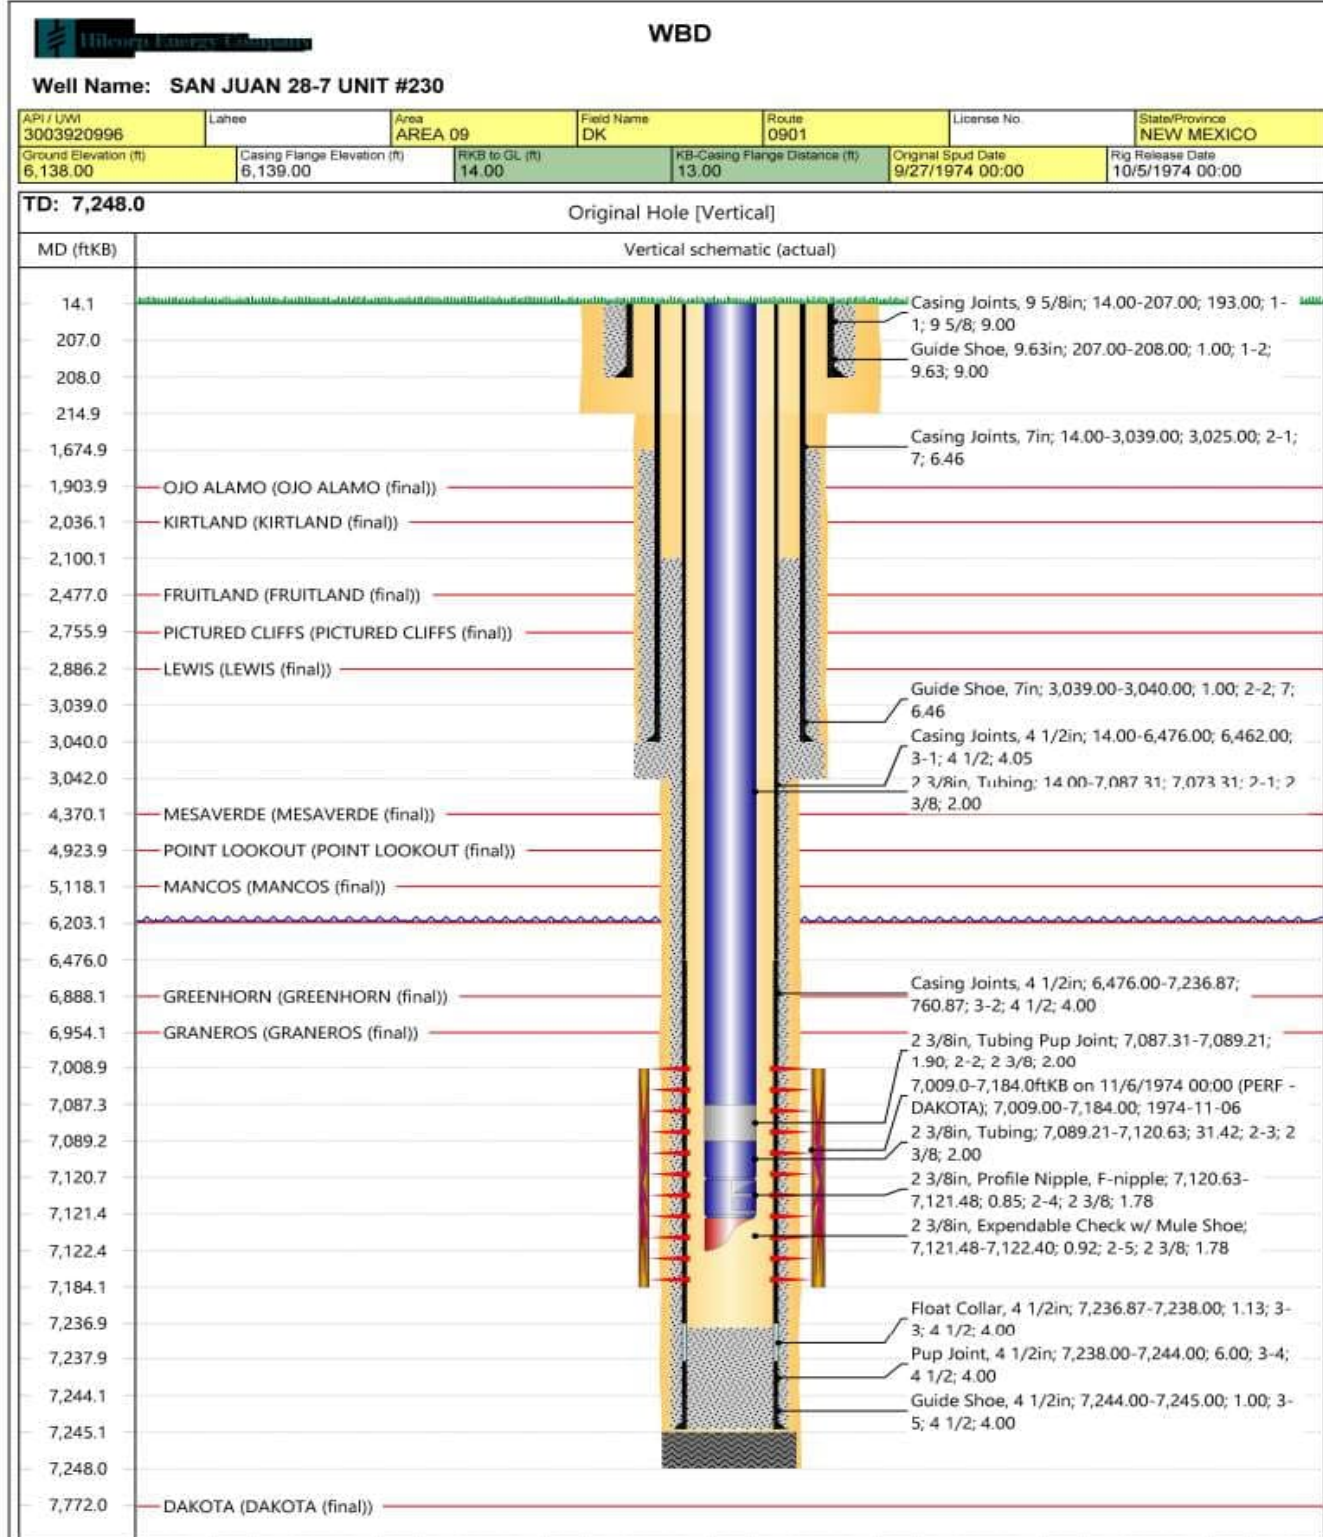 Hilcorp Energy Company
WBD
Well Name: SAN JUAN 28-7 UNIT #230
API / UWI Lahee Area Field Name Route License No. State/Province
3003920996 AREA 09 DK 0901 NEW MEXICO
Ground Elevation (ft) Casing Flange Elevation (ft) RKB to GL (ft) KB-Casing Flange Distance (ft) Original Spud Date Rig Release Date
6,138.00 6,139.00 14.00 13.00 9/27/1974 00:00 10/5/1974 00:00
TD: 7,248.0
Original Hole [Vertical]
MD (ftKB) Vertical schematic (actual)
14.1
Casing Joints, 9 5/8in; 14.00-207.00; 193.00; 1-
1; 9 5/8; 9.00
207.0
Guide Shoe, 9.63in; 207.00-208.00; 1.00; 1-2;
9.63; 9.00
208.0
214.9
Casing Joints, 7in; 14.00-3,039.00; 3,025.00; 2-1;
7; 6.46
1,674.9
1,903.9 OJO ALAMO (OJO ALAMO (final))
2,036.1 KIRTLAND (KIRTLAND (final))
2,100.1
2,477.0 FRUITLAND (FRUITLAND (final))
2,755.9 PICTURED CLIFFS (PICTURED CLIFFS (final))
2,886.2 LEWIS (LEWIS (final))
Guide Shoe, 7in; 3,039.00-3,040.00; 1.00; 2-2; 7;
6.46
3,039.0
3,040.0
Casing Joints, 4 1/2in; 14.00-6,476.00; 6,462.00;
3-1; 4 1/2; 4.05
3,042.0
2 3/8in, Tubing; 14.00-7,087.31; 7,073.31; 2-1; 2
3/8; 2.00
4,370.1 MESAVERDE (MESAVERDE (final))
4,923.9 POINT LOOKOUT (POINT LOOKOUT (final))
5,118.1 MANCOS (MANCOS (final))
6,203.1
6,476.0
Casing Joints, 4 1/2in; 6,476.00-7,236.87;
760.87; 3-2; 4 1/2; 4.00
6,888.1 GREENHORN (GREENHORN (final))
6,954.1 GRANEROS (GRANEROS (final))
2 3/8in, Tubing Pup Joint; 7,087.31-7,089.21;
1.90; 2-2; 2 3/8; 2.00
7,008.9
7,009.0-7,184.0ftKB on 11/6/1974 00:00 (PERF -
DAKOTA); 7,009.00-7,184.00; 1974-11-06
7,087.3
2 3/8in, Tubing; 7,089.21-7,120.63; 31.42; 2-3; 2
3/8; 2.00
7,089.2
7,120.7
2 3/8in, Profile Nipple, F-nipple; 7,120.63-
7,121.48; 0.85; 2-4; 2 3/8; 1.78
7,121.4
2 3/8in, Expendable Check w/ Mule Shoe;
7,121.48-7,122.40; 0.92; 2-5; 2 3/8; 1.78
7,122.4
7,184.1
Float Collar, 4 1/2in; 7,236.87-7,238.00; 1.13; 3-
3; 4 1/2; 4.00
7,236.9
7,237.9
Pup Joint, 4 1/2in; 7,238.00-7,244.00; 6.00; 3-4;
4 1/2; 4.00
7,244.1
Guide Shoe, 4 1/2in; 7,244.00-7,245.00; 1.00; 3-
5; 4 1/2; 4.00
7,245.1
7,248.0
7,772.0 DAKOTA (DAKOTA (final))